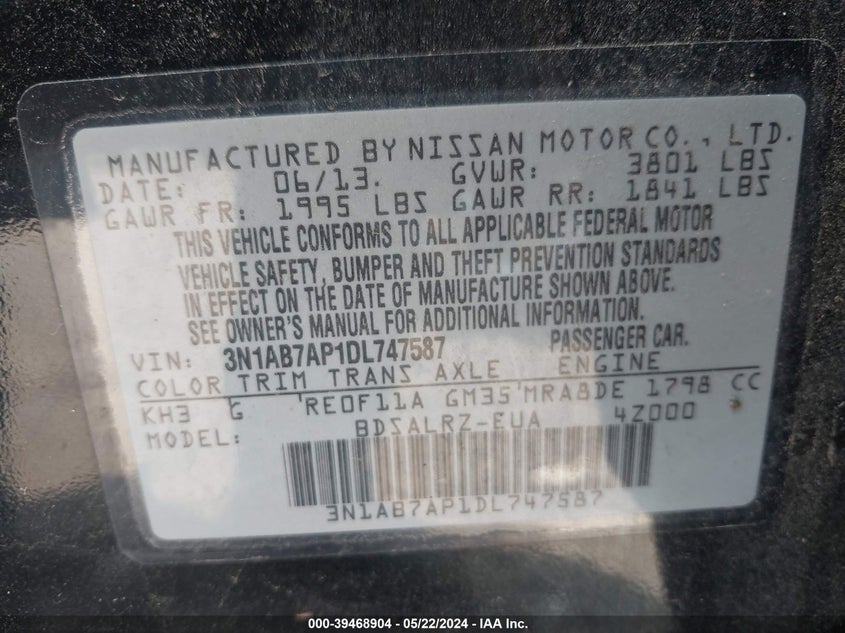 MANUFACTURED BY NISSAN MOTOR CO., LTD.
DATE: 06/13. GVWR: 3801 LBS
GAWR FR: 1995 LBS GAWR RR: 1841 LBS
THIS VEHICLE CONFORMS TO ALL APPLICABLE FEDERAL MOTOR
VEHICLE SAFETY, BUMPER AND THEFT PREVENTION STANDARDS
IN EFFECT ON THE DATE OF MANUFACTURE SHOWN ABOVE.
SEE OWNER'S MANUAL FOR ADDITIONAL INFORMATION.
VIN: 3N1AB7AP1DL747587 PASSENGER CAR.
COLOR TRIM TRANS AXLE ENGINE
KH3 G RE0F11A GM35 MRA8DE 1798 CC
MODEL: BDSALRZ-EUA 4Z000
3N1AB7AP1DL747587
000-39468904 / 05/22/2024 - IAA Inc.